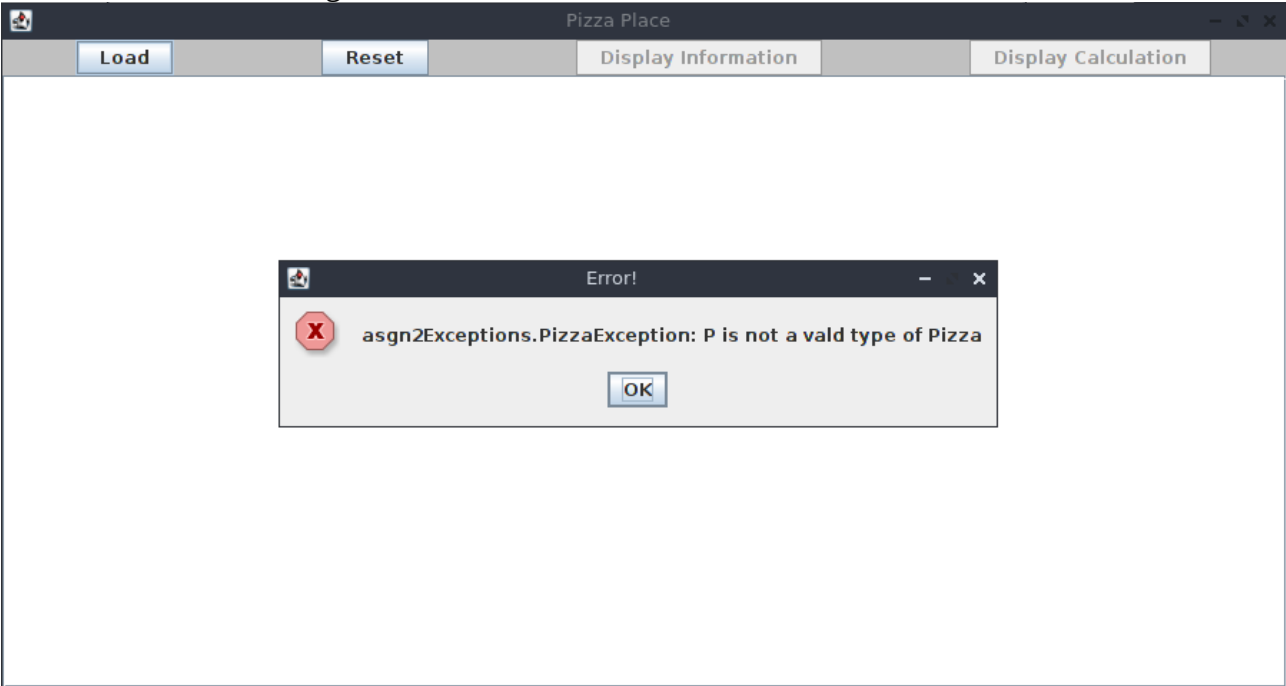 Pizza Place
Load Reset Display Information Display Calculation
Error!
X asgn2Exceptions.PizzaException: P is not a vald type of Pizza
OK